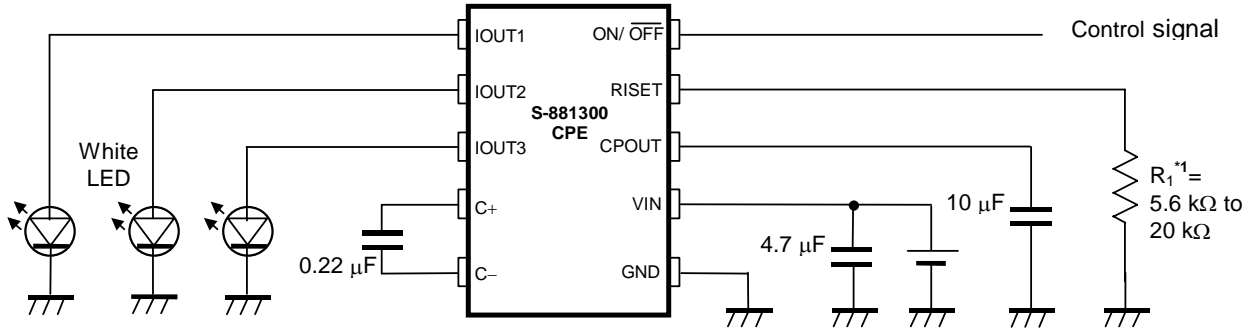 IOUT1
IOUT2
IOUT3
C+
C−
S-881300
CPE
ON/ OFF
RISET
CPOUT
VIN
GND
Control signal
White
LED
0.22 μF
4.7 μF
10 μF
R₁*¹=
5.6 kΩ to
20 kΩ